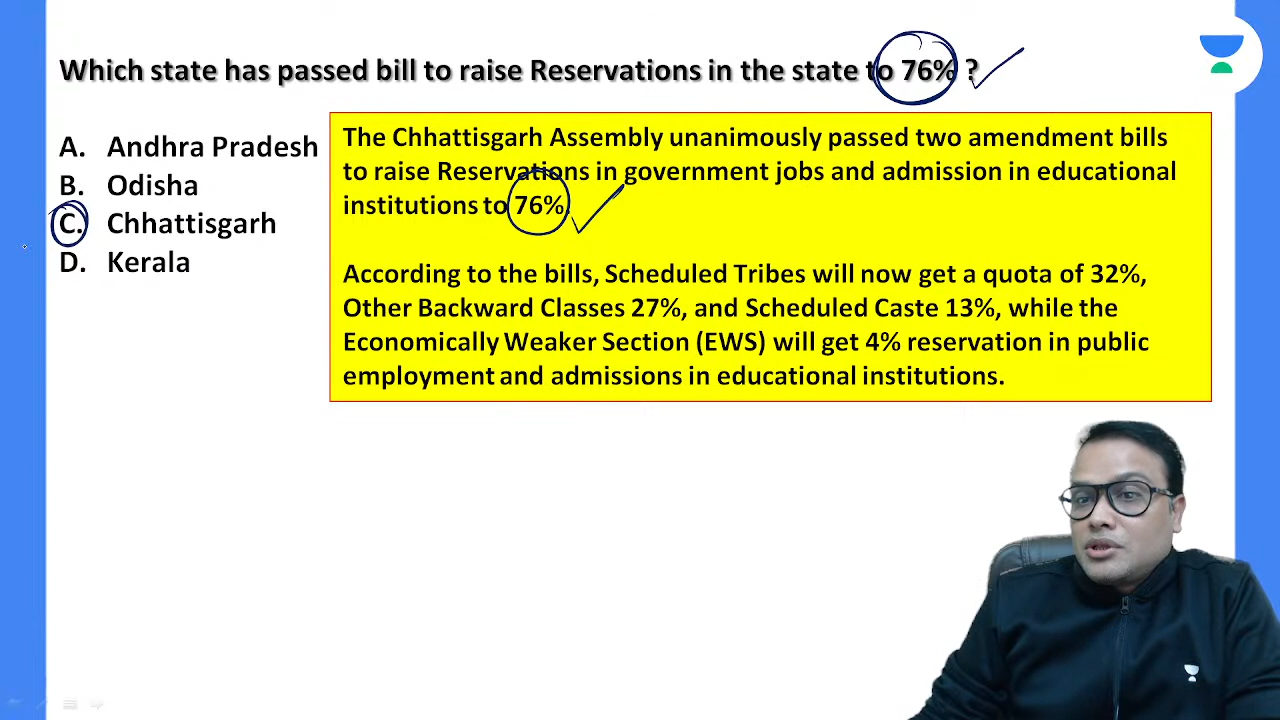 Which state has passed bill to raise Reservations in the state to 76% ?
A. Andhra Pradesh
B. Odisha
C. Chhattisgarh
D. Kerala
The Chhattisgarh Assembly unanimously passed two amendment bills
to raise Reservations in government jobs and admission in educational
institutions to 76%.
According to the bills, Scheduled Tribes will now get a quota of 32%,
Other Backward Classes 27%, and Scheduled Caste 13%, while the
Economically Weaker Section (EWS) will get 4% reservation in public
employment and admissions in educational institutions.